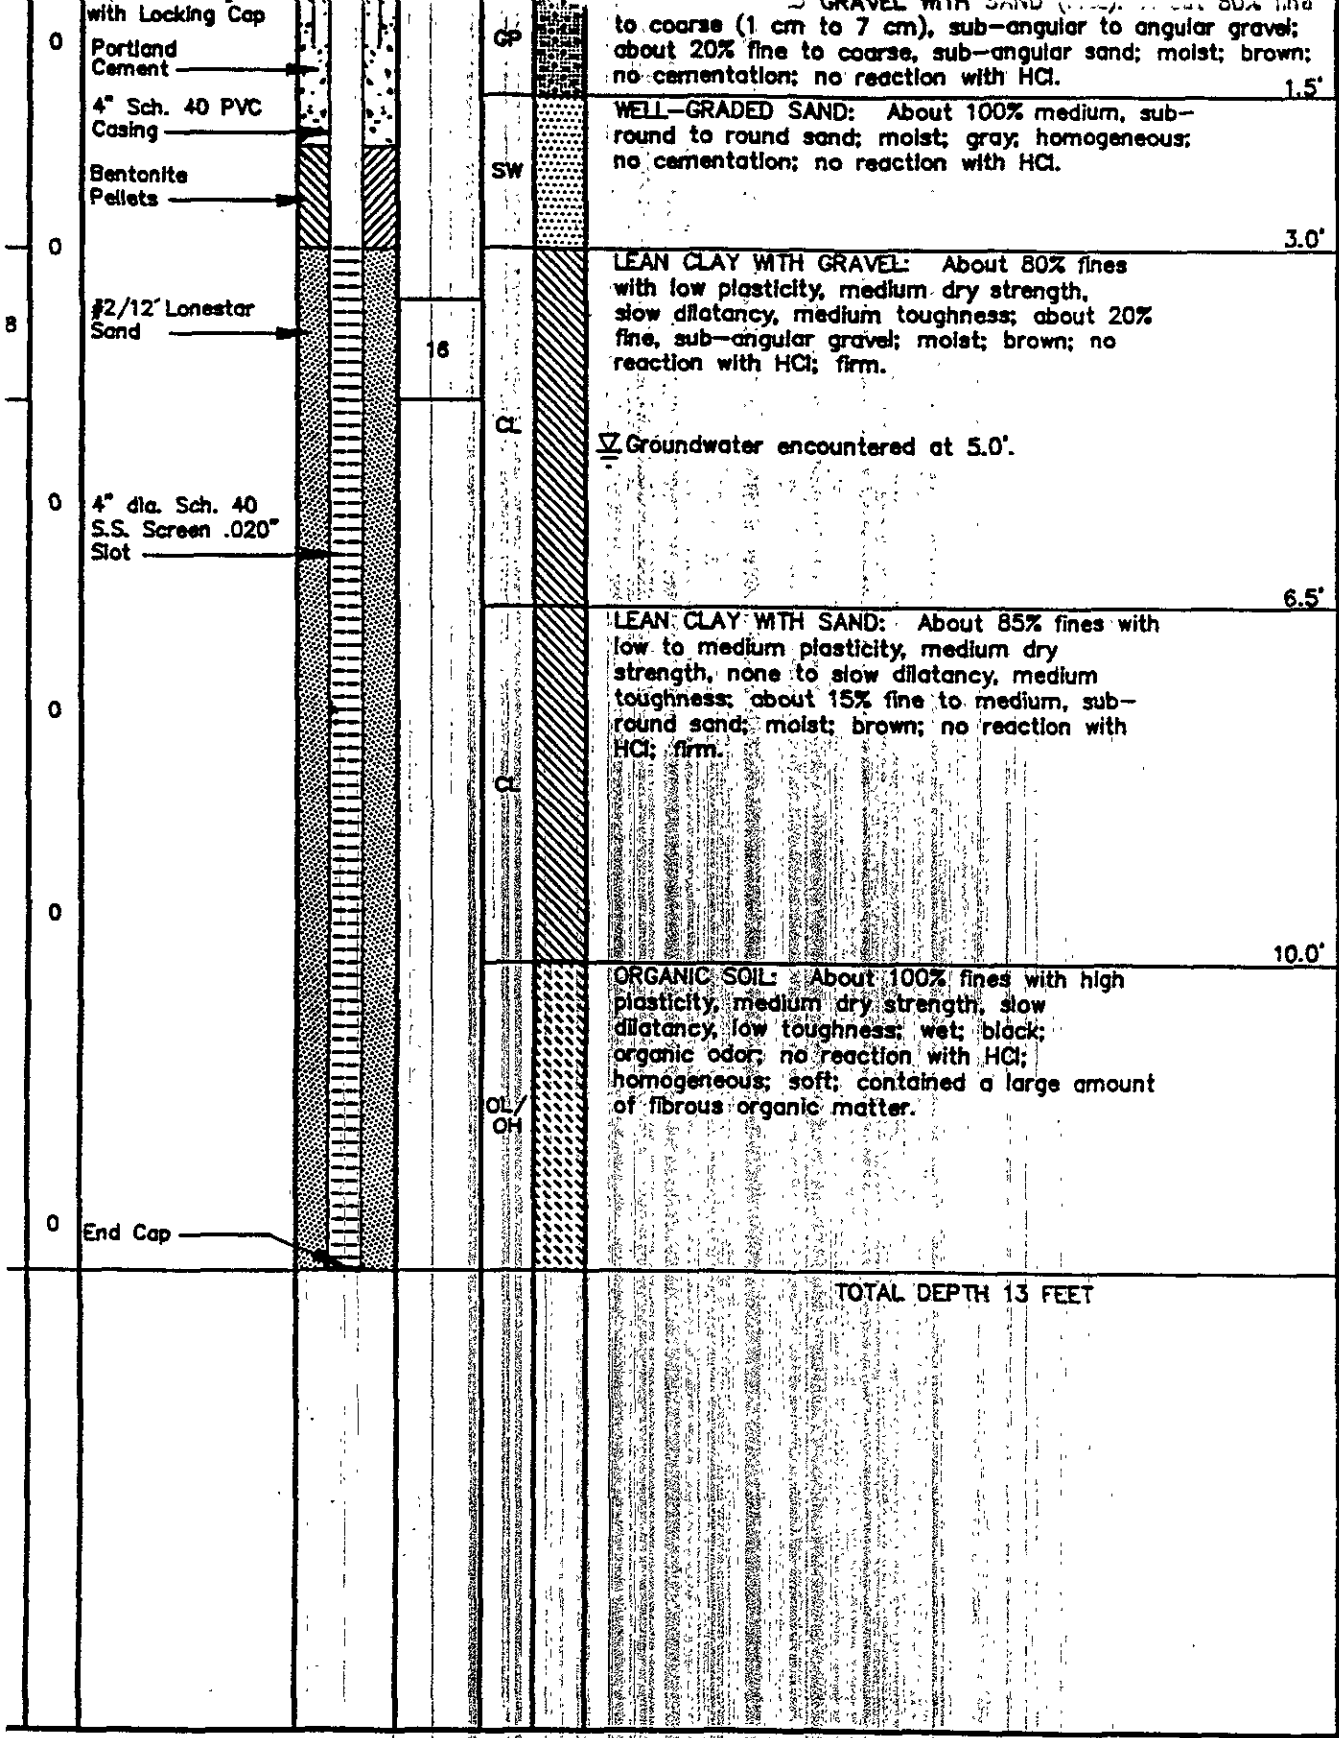 with Locking Cap
0
Portland
Cement
4" Sch. 40 PVC
Casing
Bentonite
Pellets
0
#2/12 Lonestar
Sand
8
16
0
4" dia. Sch. 40
S.S. Screen .020"
Slot
0
0
0
End Cap
GP
GRAVEL WITH SAND 80% fine
to coarse (1 cm to 7 cm), sub-angular to angular gravel;
about 20% fine to coarse, sub-angular sand; moist; brown;
no cementation; no reaction with HCl.
1.5'
SW
WELL-GRADED SAND: About 100% medium, sub-
round to round sand; moist; gray; homogeneous;
no cementation; no reaction with HCl.
3.0'
CL
LEAN CLAY WITH GRAVEL: About 80% fines
with low plasticity, medium dry strength,
slow dilatancy, medium toughness; about 20%
fine, sub-angular gravel; moist; brown; no
reaction with HCl; firm.
Groundwater encountered at 5.0'.
6.5'
CL
LEAN CLAY WITH SAND: About 85% fines with
low to medium plasticity, medium dry
strength, none to slow dilatancy, medium
toughness; about 15% fine to medium, sub-
round sand; moist; brown; no reaction with
HCl; firm.
10.0'
OL/
OH
ORGANIC SOIL: About 100% fines with high
plasticity, medium dry strength, slow
dilatancy, low toughness; wet; black;
organic odor; no reaction with HCl;
homogeneous; soft; contained a large amount
of fibrous organic matter.
TOTAL DEPTH 13 FEET